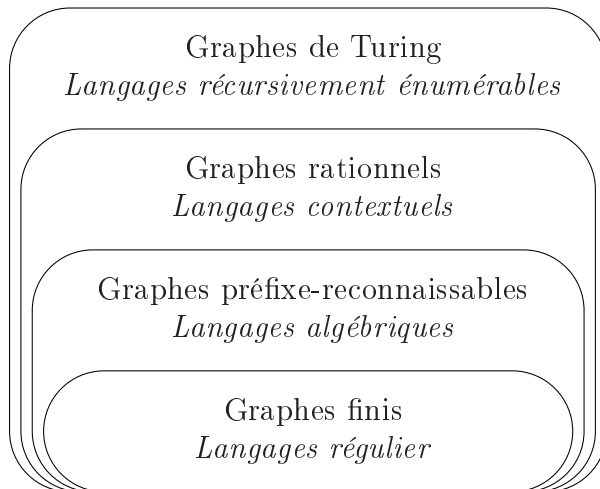 Graphes de Turing
Langages récursivement énumérables
Graphes rationnels
Langages contextuels
Graphes préfixe-reconnaissables
Langages algébriques
Graphes finis
Langages régulier